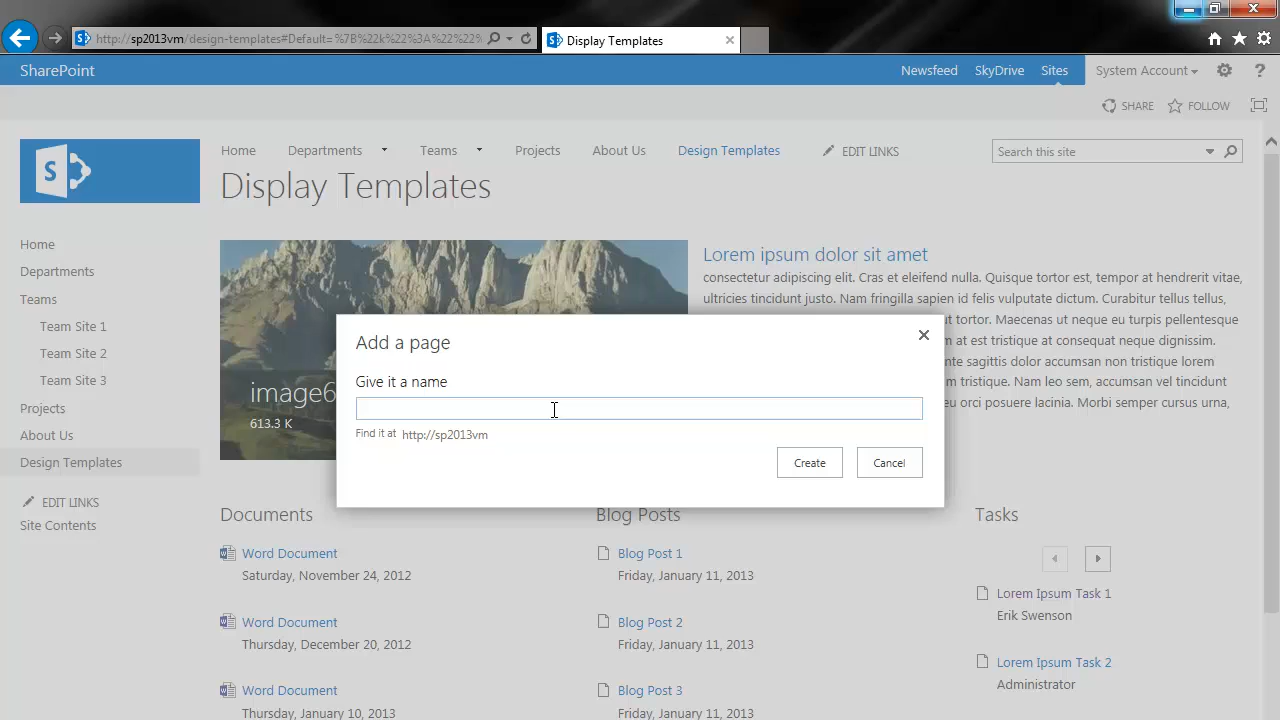 http://sp2013vm/design-templates#Default=%7B%22k%22%3A%22%22%
Display Templates
SharePoint
Newsfeed
SkyDrive
Sites
System Account
?
SHARE
FOLLOW
S
Home
Departments
Teams
Projects
About Us
Design Templates
EDIT LINKS
Search this site
Display Templates
Home
Departments
Teams
Team Site 1
Team Site 2
Team Site 3
Projects
About Us
Design Templates
EDIT LINKS
Site Contents
image6
613.3 K
Lorem ipsum dolor sit amet
consectetur adipiscing elit. Cras et eleifend nulla. Quisque tortor est, tempor at hendrerit vitae,
ultricies tincidunt justo. Nam fringilla sapien id felis vulputate dictum. Curabitur tellus tellus,
tortor. Maecenas ut neque eu turpis pellentesque
m at est tristique at consequat neque dignissim.
sagittis dolor accumsan velit tristique lorem
m. Nam leo sem, accumsan vel tincidunt
orci posuere lacinia. Morbi semper cursus urna,
Add a page
Give it a name
Find it at http://sp2013vm
Create
Cancel
Documents
Word Document
Saturday, November 24, 2012
Word Document
Thursday, December 20, 2012
Word Document
Thursday, January 10, 2013
Blog Posts
Blog Post 1
Friday, January 11, 2013
Blog Post 2
Friday, January 11, 2013
Blog Post 3
Friday, January 11, 2013
Tasks
Lorem Ipsum Task 1
Erik Swenson
Lorem Ipsum Task 2
Administrator